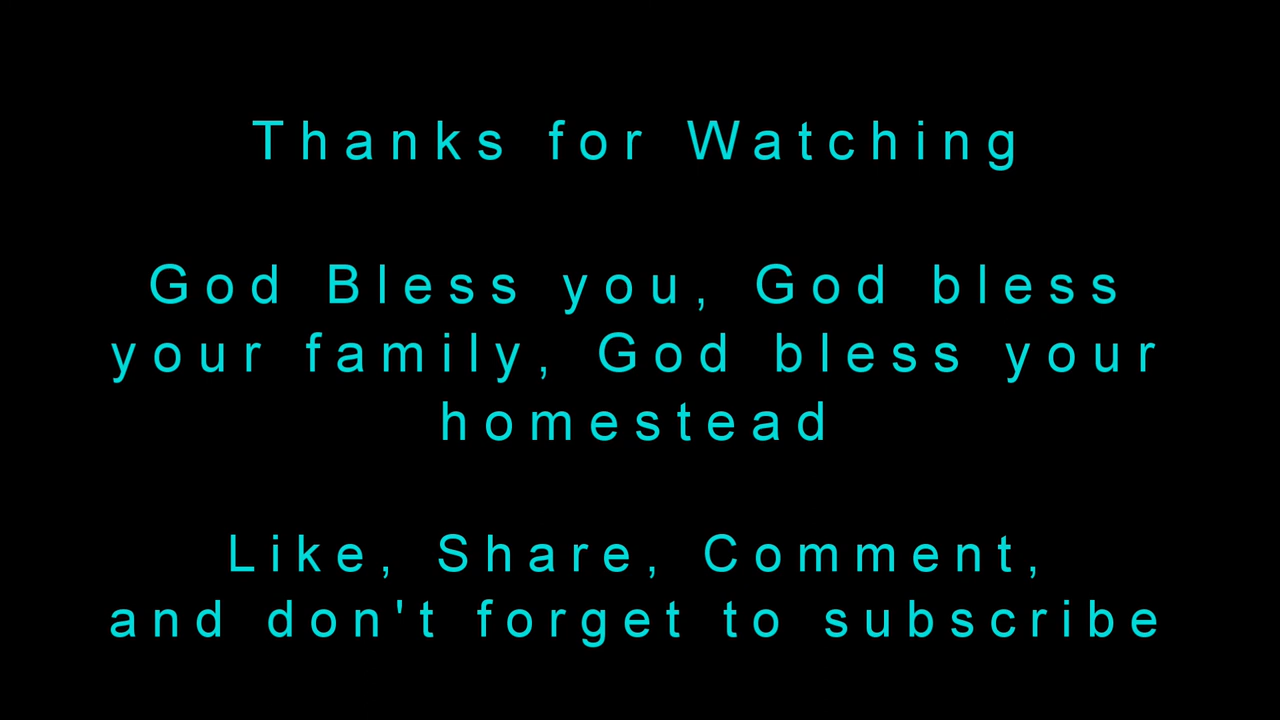 Thanks for Watching
God Bless you, God bless
your family, God bless your
homestead
Like, Share, Comment,
and don't forget to subscribe